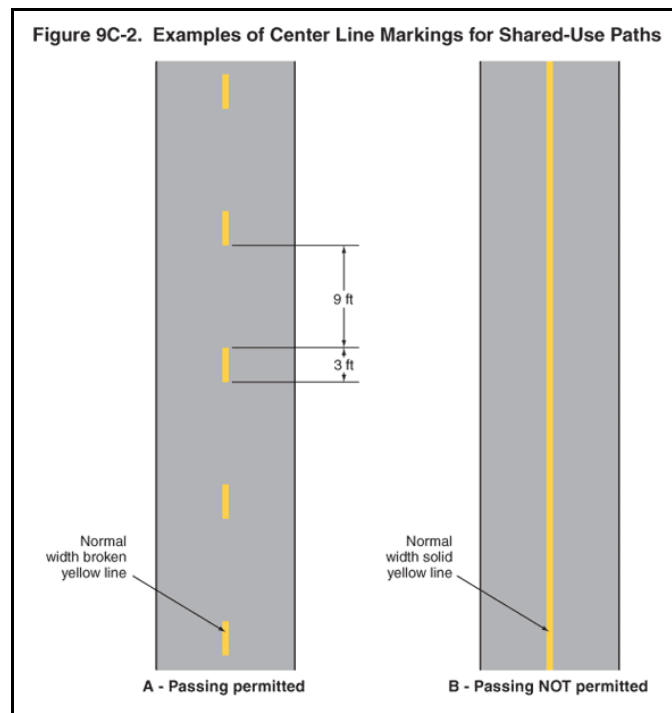 Figure 9C-2. Examples of Center Line Markings for Shared-Use Paths
9 ft
3 ft
Normal
width broken
yellow line
Normal
width solid
yellow line
A - Passing permitted
B - Passing NOT permitted